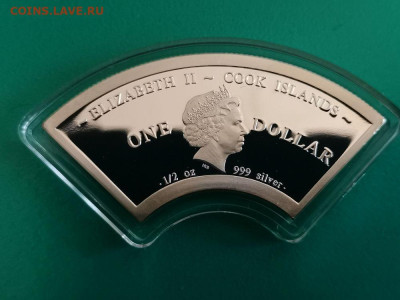 COINS.LAVE.RU
~ ELIZABETH II ~ COOK ISLANDS ~
ONE DOLLAR
· 1/2 oz 999 silver ·